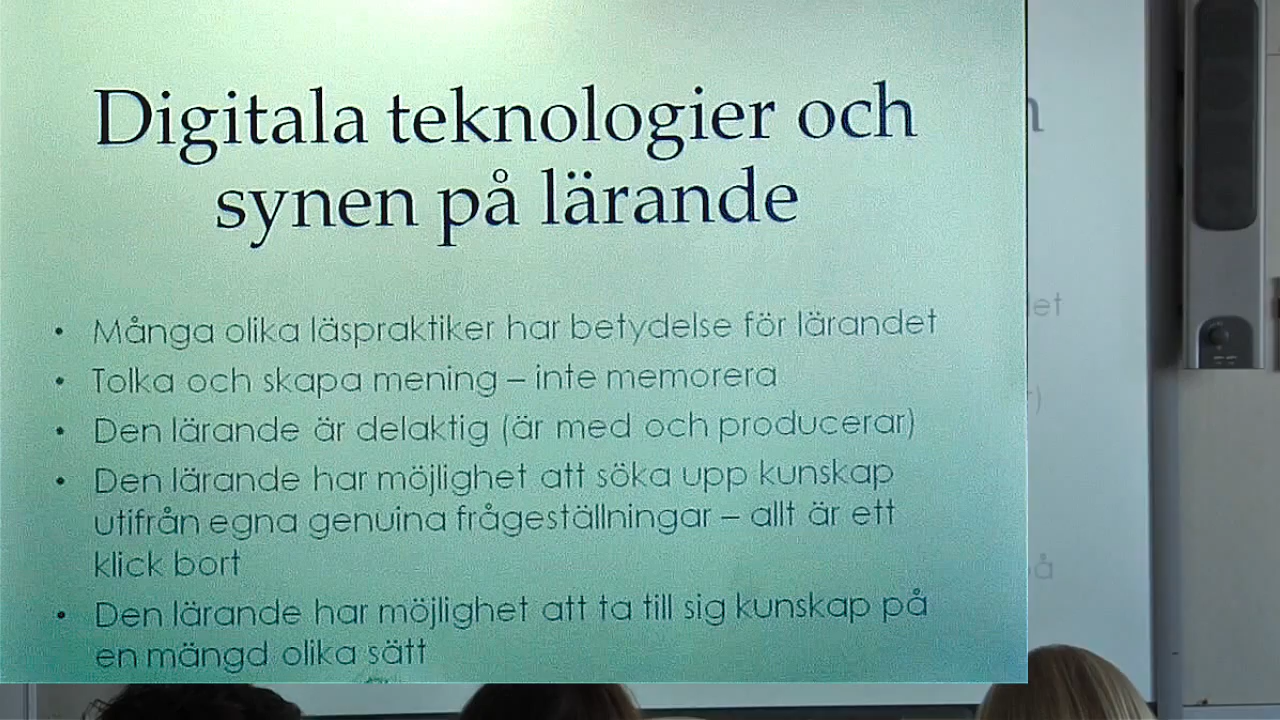 Digitala teknologier och
synen på lärande
• Många olika läspraktiker har betydelse för lärandet
• Tolka och skapa mening – inte memorera
• Den lärande är delaktig (är med och producerar)
• Den lärande har möjlighet att söka upp kunskap
utifrån egna genuina frågeställningar – allt är ett
klick bort
• Den lärande har möjlighet att ta till sig kunskap på
en mängd olika sätt